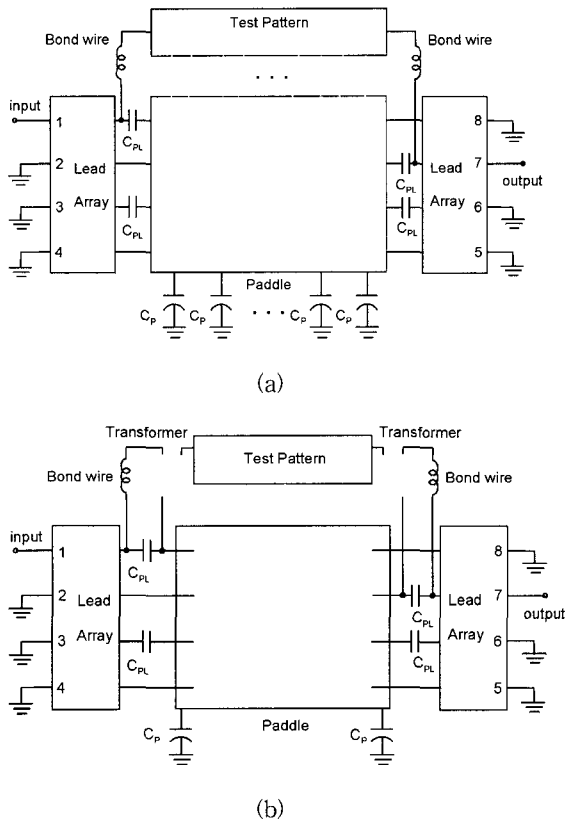 Test Pattern
Bond wire
Bond wire
. . .
input
1
C_PL
8
2
Lead
C_PL
Lead
7
output
3
Array
C_PL
C_PL
Array
6
4
5
Paddle
C_P
C_P
. . .
C_P
C_P
(a)
Transformer
Transformer
Test Pattern
Bond wire
Bond wire
input
1
C_PL
8
2
Lead
C_PL
Lead
7
output
3
Array
C_PL
C_PL
Array
6
4
5
C_P
Paddle
C_P
(b)